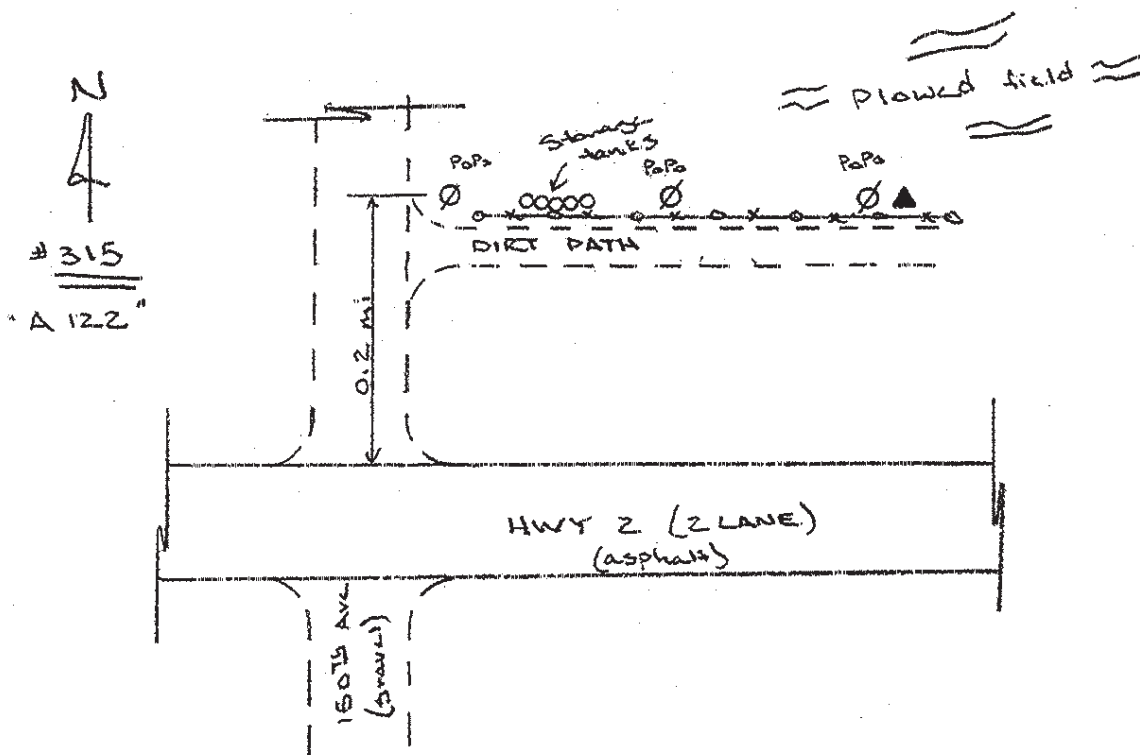 N
#315
"A 122"
≈ Plowed field ≈
Storage
tanks
PoPo
PoPo
PoPo
DIRT PATH
0.2 mi
HWY 2 (2 LANE)
(asphalt)
150TH AVE
(gravel)